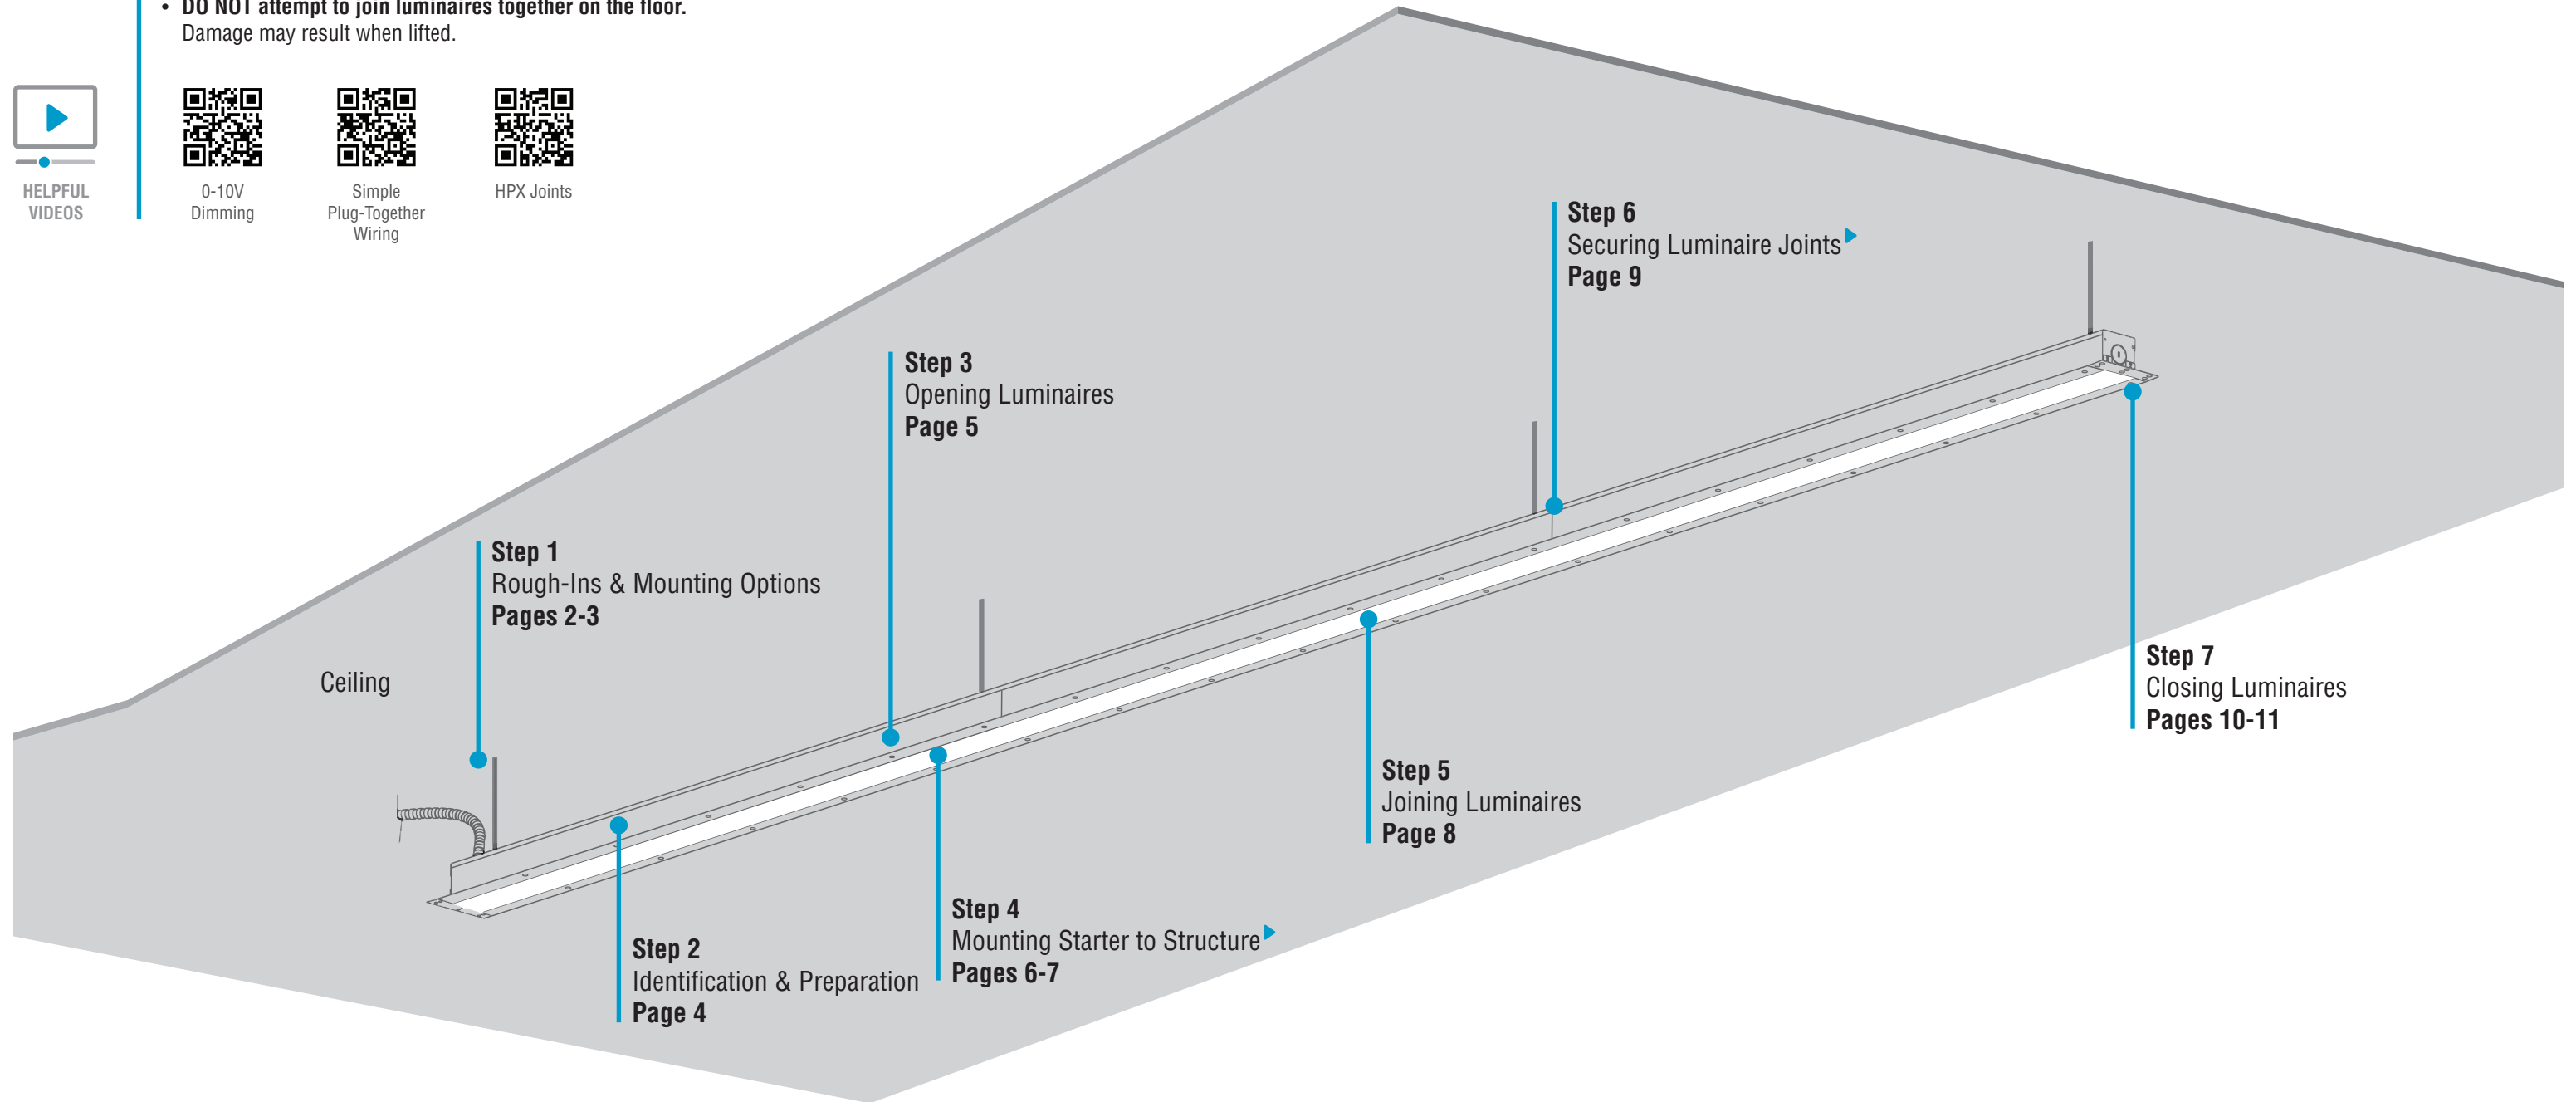 • DO NOT attempt to join luminaires together on the floor.
Damage may result when lifted.
HELPFUL
VIDEOS
0-10V
Dimming
Simple
Plug-Together
Wiring
HPX Joints
Step 6
Securing Luminaire Joints
Page 9
Step 3
Opening Luminaires
Page 5
Step 1
Rough-Ins & Mounting Options
Pages 2-3
Ceiling
Step 7
Closing Luminaires
Pages 10-11
Step 5
Joining Luminaires
Page 8
Step 4
Mounting Starter to Structure
Pages 6-7
Step 2
Identification & Preparation
Page 4